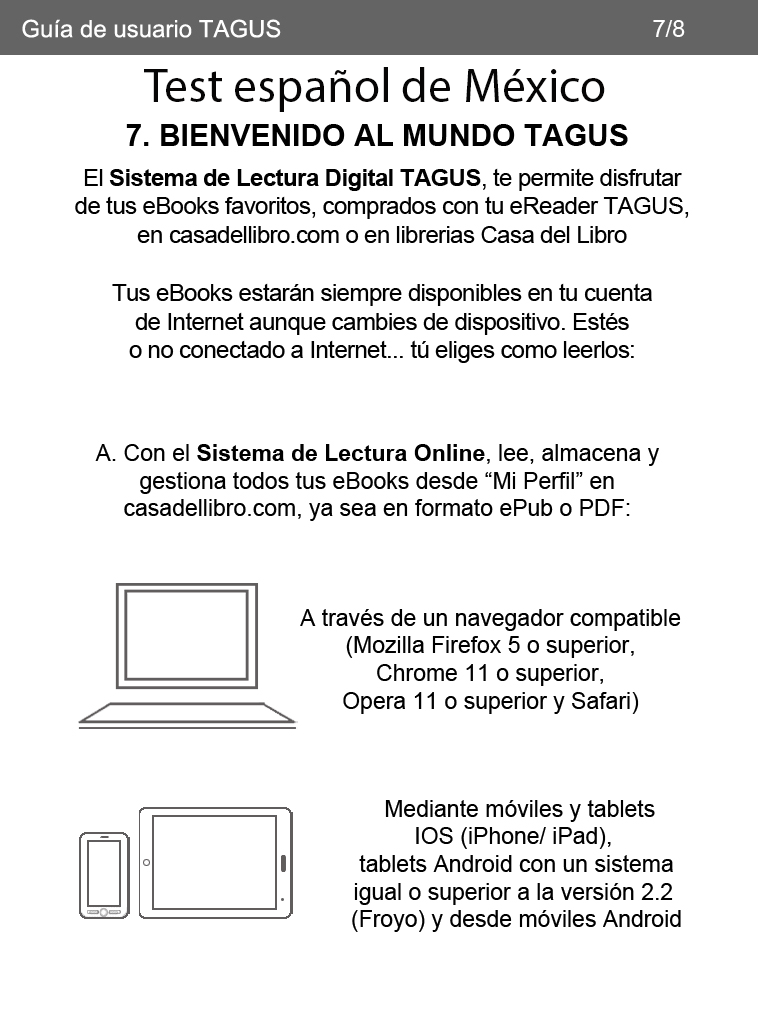 Guía de usuario TAGUS 7/8
Test español de México
7. BIENVENIDO AL MUNDO TAGUS
El Sistema de Lectura Digital TAGUS, te permite disfrutar
de tus eBooks favoritos, comprados con tu eReader TAGUS,
en casadellibro.com o en librerias Casa del Libro
Tus eBooks estarán siempre disponibles en tu cuenta
de Internet aunque cambies de dispositivo. Estés
o no conectado a Internet... tú eliges como leerlos:
A. Con el Sistema de Lectura Online, lee, almacena y
gestiona todos tus eBooks desde “Mi Perfil” en
casadellibro.com, ya sea en formato ePub o PDF:
A través de un navegador compatible
(Mozilla Firefox 5 o superior,
Chrome 11 o superior,
Opera 11 o superior y Safari)
Mediante móviles y tablets
IOS (iPhone/ iPad),
tablets Android con un sistema
igual o superior a la versión 2.2
(Froyo) y desde móviles Android